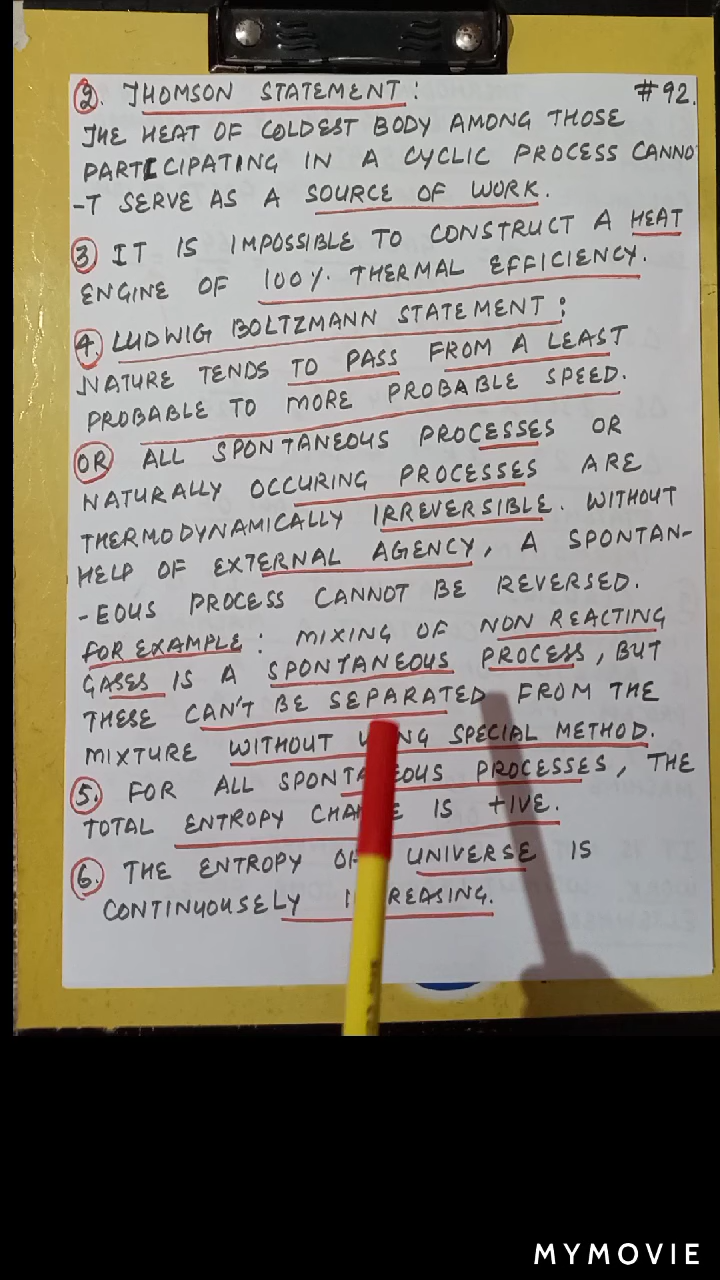 2. THOMSON STATEMENT: #92.
THE HEAT OF COLDEST BODY AMONG THOSE
PARTICIPATING IN A CYCLIC PROCESS CANNO
-T SERVE AS A SOURCE OF WORK.
3 IT IS IMPOSSIBLE TO CONSTRUCT A HEAT
ENGINE OF 100% THERMAL EFFICIENCY.
4. LUDWIG BOLTZMANN STATEMENT:
NATURE TENDS TO PASS FROM A LEAST
PROBABLE TO MORE PROBABLE SPEED.
OR ALL SPONTANEOUS PROCESSES OR
NATURALLY OCCURING PROCESSES ARE
THERMODYNAMICALLY IRREVERSIBLE. WITHOUT
HELP OF EXTERNAL AGENCY, A SPONTAN-
-EOUS PROCESS CANNOT BE REVERSED.
FOR EXAMPLE: MIXING OF NON REACTING
GASES IS A SPONTANEOUS PROCESS, BUT
THESE CAN'T BE SEPARATED FROM THE
MIXTURE WITHOUT SPECIAL METHOD.
5. FOR ALL SPONTANEOUS PROCESSES, THE
TOTAL ENTROPY CHANGE IS +IVE.
6. THE ENTROPY OF UNIVERSE IS
CONTINUOUSELY INCREASING.
MYMOVIE